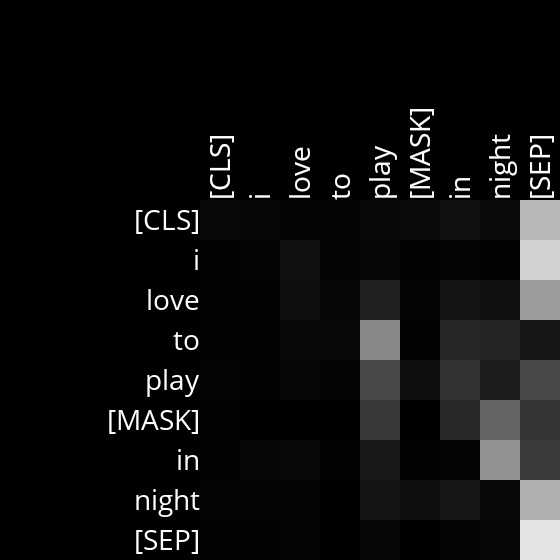 [CLS] i love to play [MASK] in night [SEP]
[CLS]
i
love
to
play
[MASK]
in
night
[SEP]